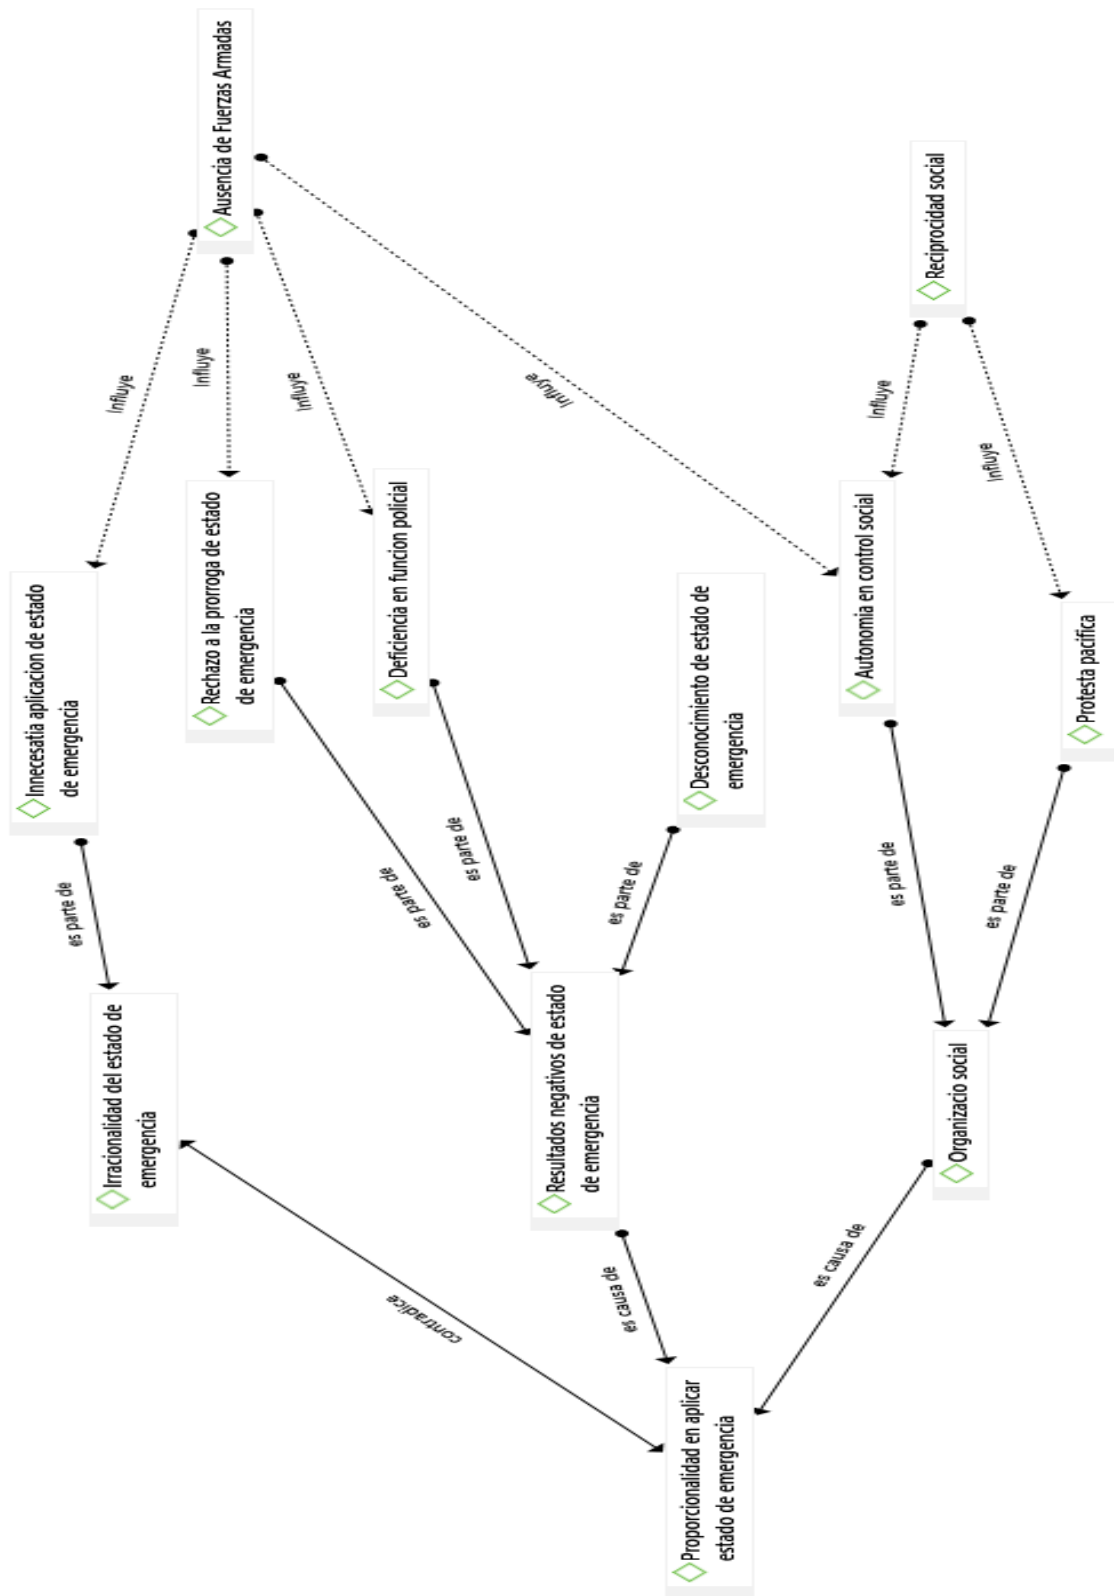 Proporcionalidad en aplicar
estado de emergencia
contradice
es causa de
es causa de
Irracionalidad del estado de
emergencia
Resultados negativos de estado
de emergencia
Organizacio social
es parte de
es parte de
es parte de
es parte de
es parte de
es parte de
Innecesatia aplicacion de estado
de emergencia
Rechazo a la prorroga de estado
de emergencia
Deficiencia en funcion policial
Desconocimiento de estado de
emergencia
Autonomia en control social
Protesta pacifica
Influye
Influye
Influye
Influye
Influye
Influye
Ausencia de Fuerzas Armadas
Reciprocidad social